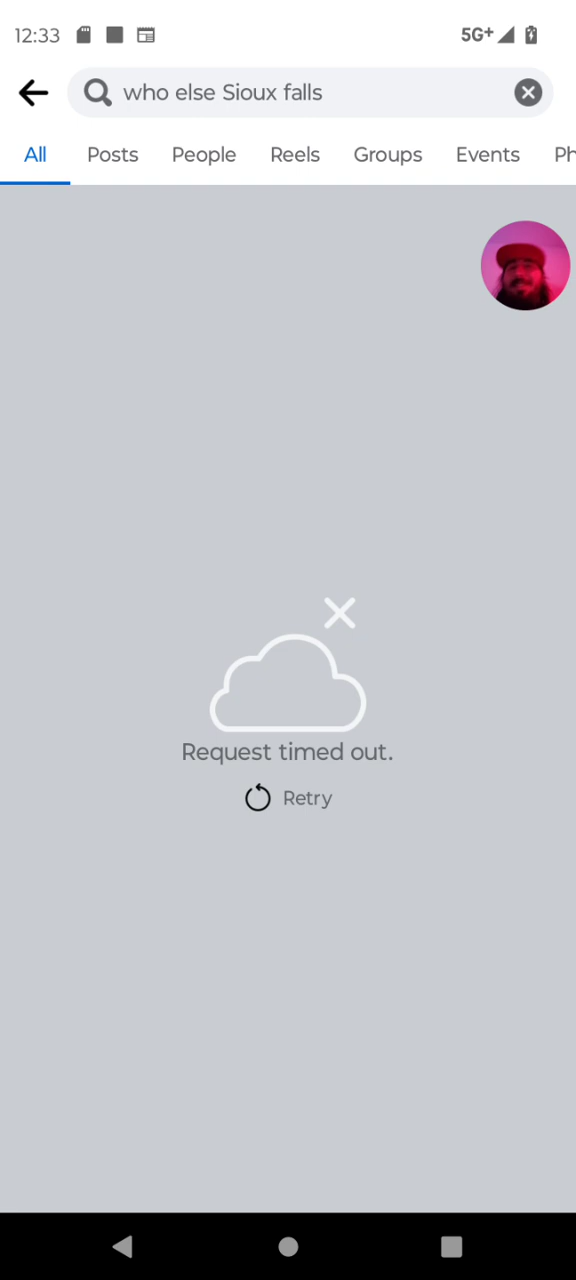 12:33 5G+
who else Sioux falls
All Posts People Reels Groups Events Ph
Request timed out.
Retry